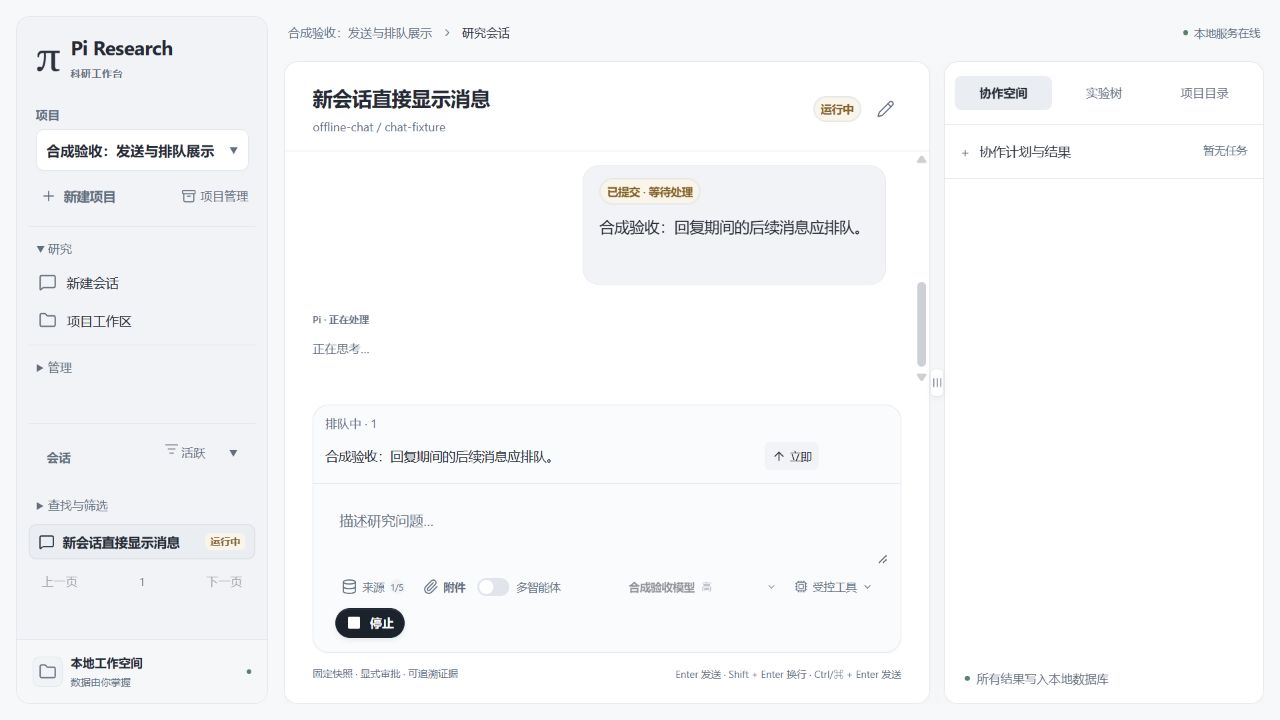 π Pi Research
科研工作台
项目
合成验收：发送与排队展示
新建项目
项目管理
研究
新建会话
项目工作区
管理
会话
活跃
查找与筛选
新会话直接显示消息 运行中
上一页 1 下一页
本地工作空间
数据由你掌握
合成验收：发送与排队展示 › 研究会话
本地服务在线
新会话直接显示消息
offline-chat / chat-fixture
运行中
已提交 · 等待处理
合成验收：回复期间的后续消息应排队。
Pi · 正在处理
正在思考...
排队中 · 1
合成验收：回复期间的后续消息应排队。
立即
描述研究问题...
来源 1/5 附件 多智能体 合成验收模型 高 受控工具
停止
固定快照 · 显式审批 · 可追溯证据
Enter 发送 · Shift + Enter 换行 · Ctrl/⌘ + Enter 发送
协作空间 实验树 项目目录
+ 协作计划与结果 暂无任务
所有结果写入本地数据库